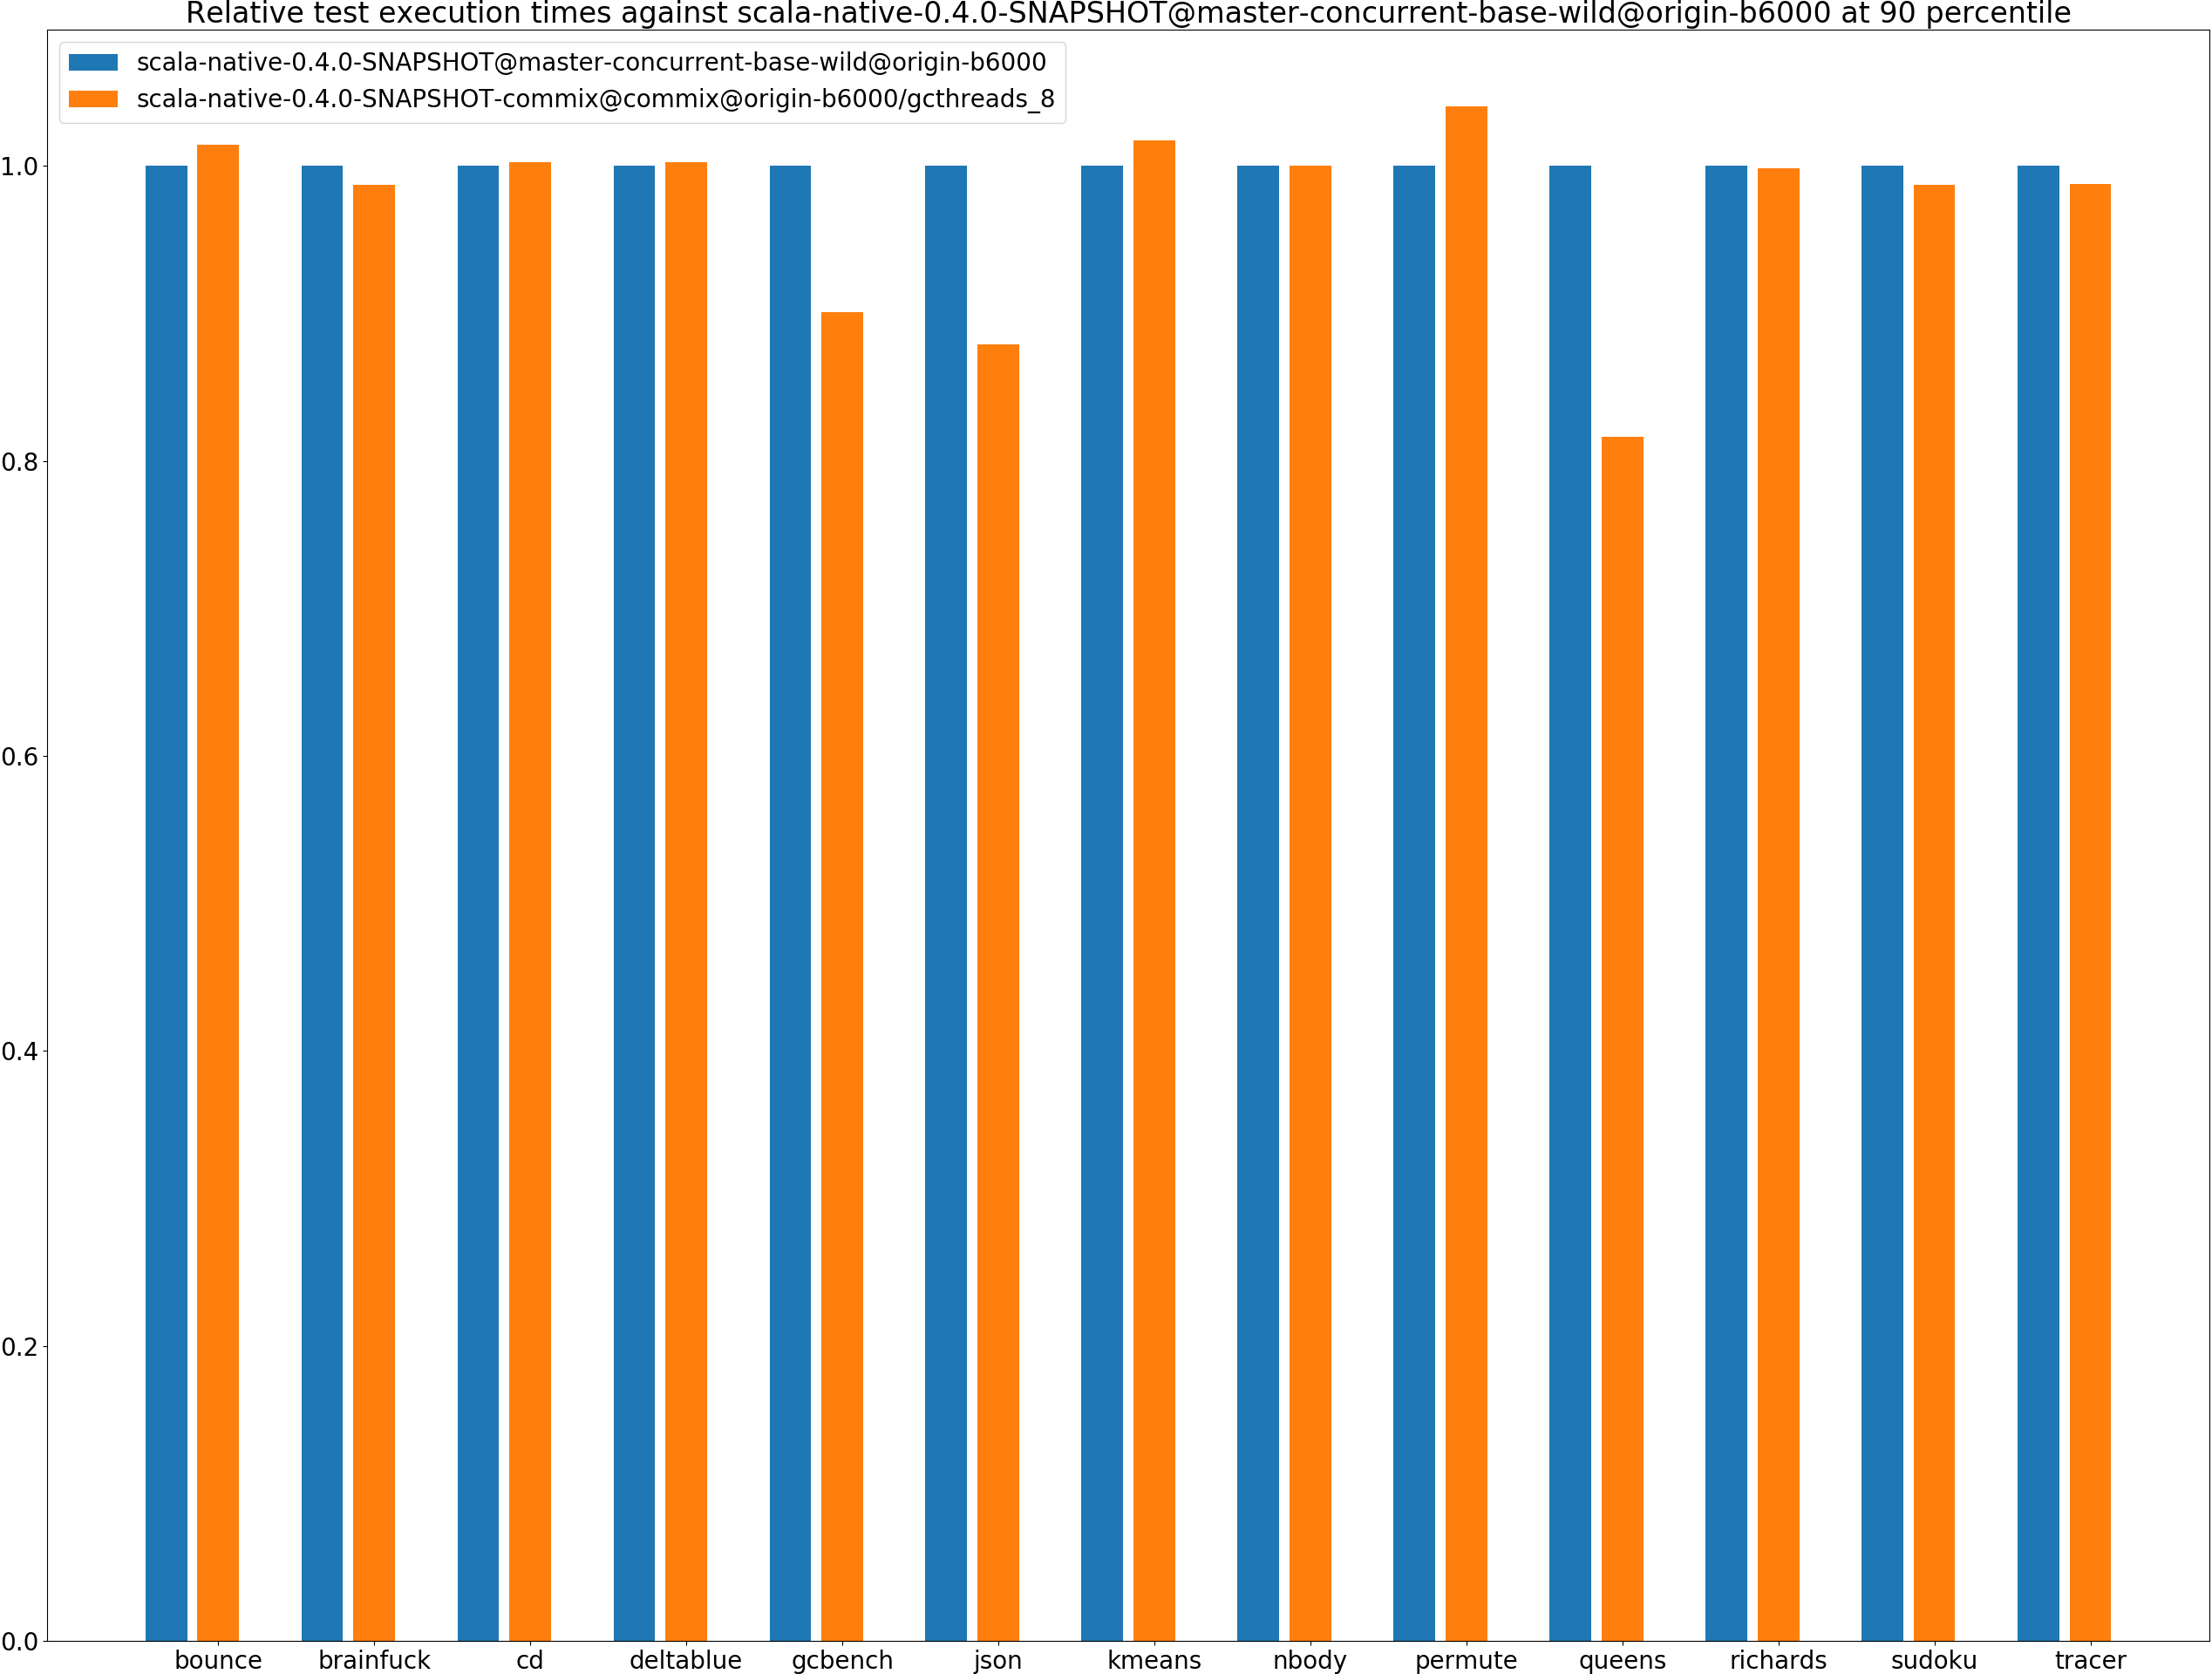 Relative test execution times against scala-native-0.4.0-SNAPSHOT@master-concurrent-base-wild@origin-b6000 at 90 percentile
scala-native-0.4.0-SNAPSHOT@master-concurrent-base-wild@origin-b6000
scala-native-0.4.0-SNAPSHOT-commix@commix@origin-b6000/gcthreads_8
1.0
0.8
0.6
0.4
0.2
0.0
bounce brainfuck cd deltablue gcbench json kmeans nbody permute queens richards sudoku tracer